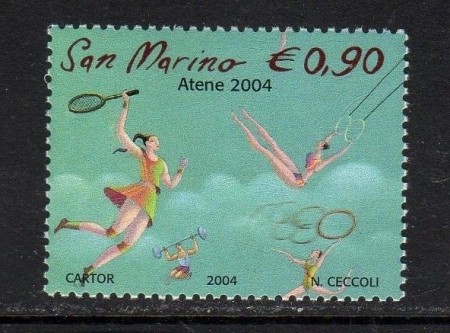 San Marino € 0,90
Atene 2004
CARTOR 2004 N. CECCOLI